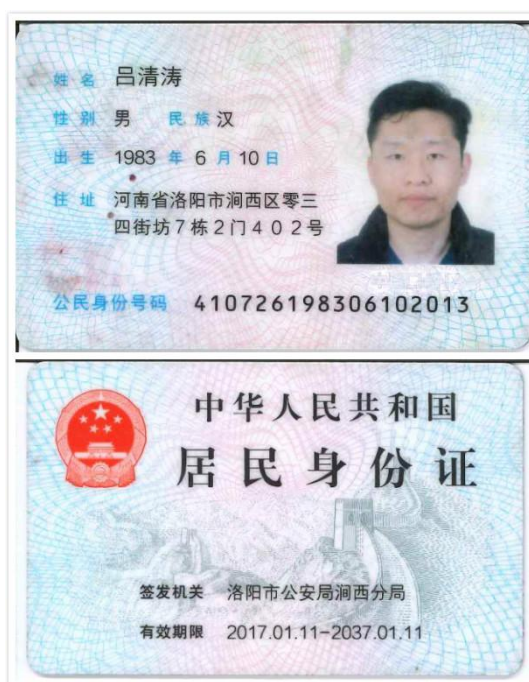 姓名 吕清涛
性别 男 民族 汉
出生 1983 年 6 月 10 日
住址 河南省洛阳市涧西区零三
四街坊7栋2门402号
公民身份号码 410726198306102013
中华人民共和国
居民身份证
签发机关 洛阳市公安局涧西分局
有效期限 2017.01.11-2037.01.11